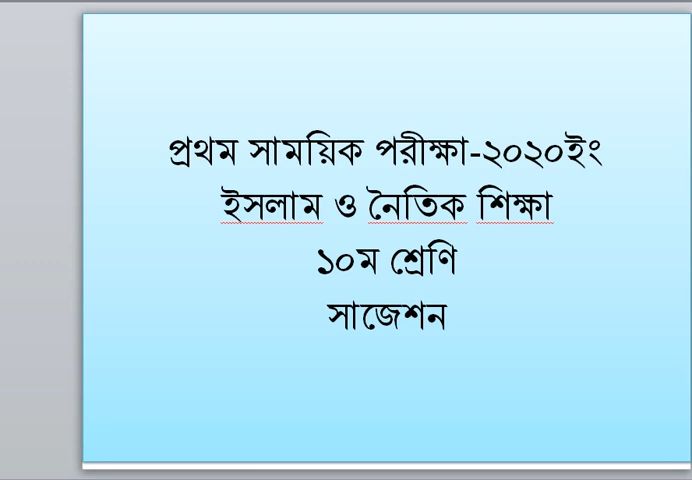 প্রথম সাময়িক পরীক্ষা-২০২০ইং
ইসলাম ও নৈতিক শিক্ষা
১০ম শ্রেণি
সাজেশন